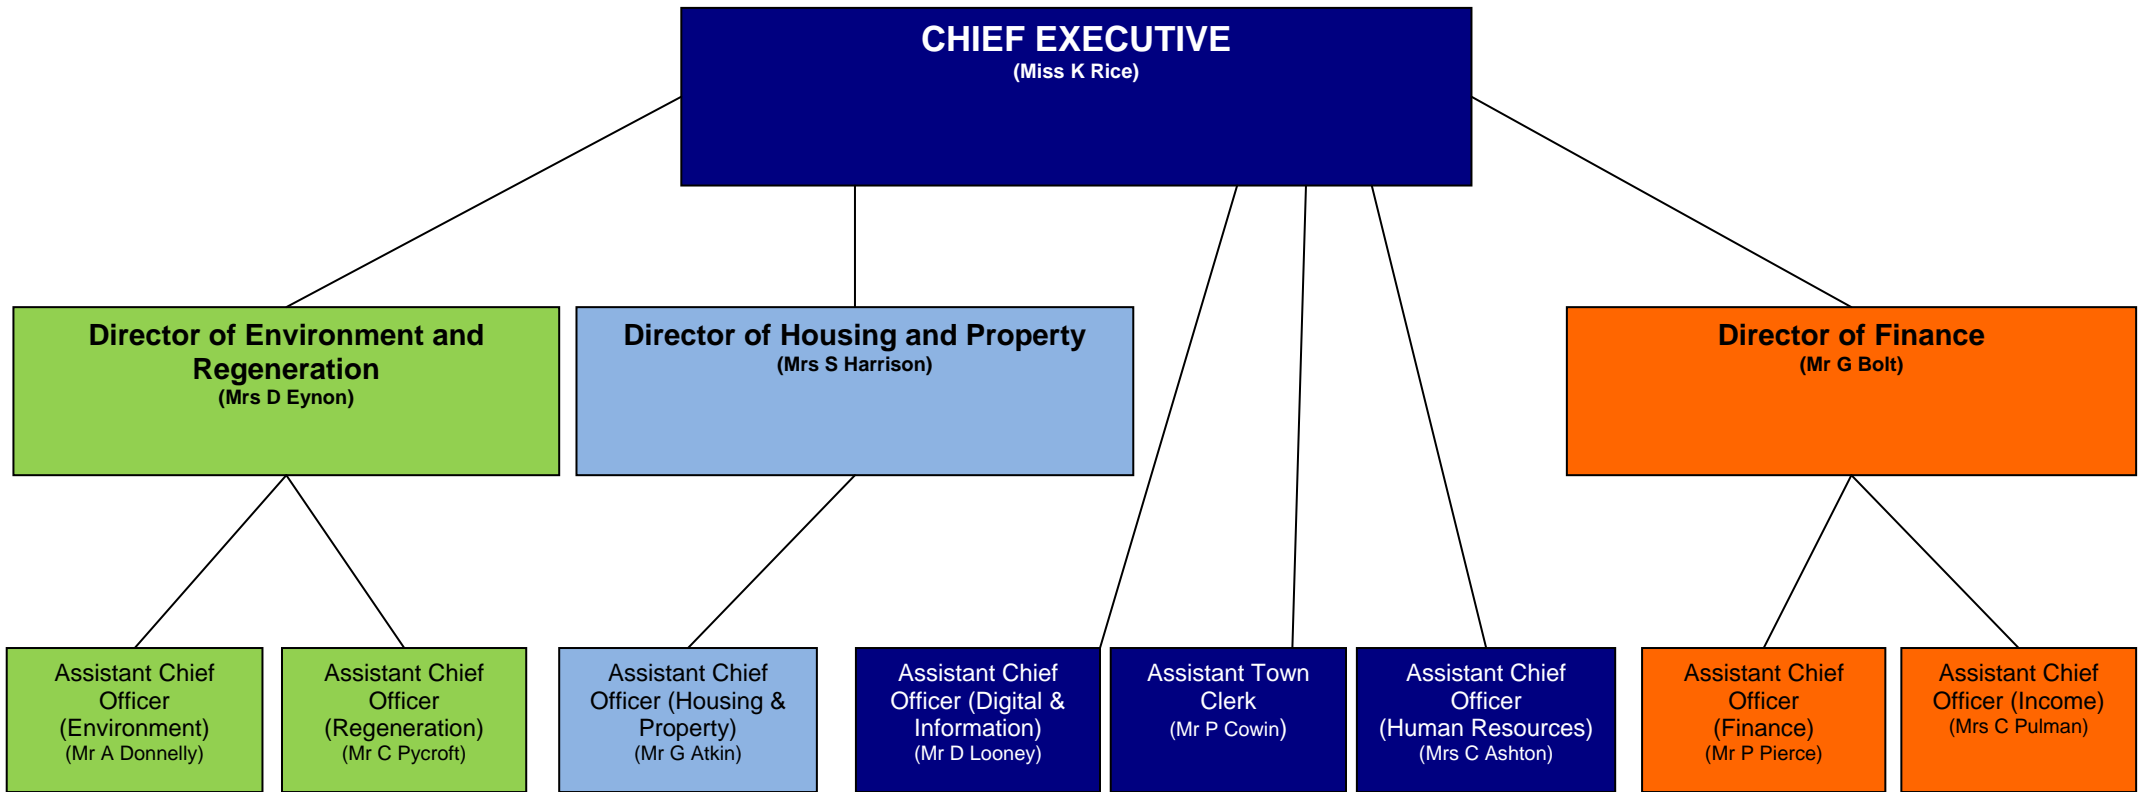 CHIEF EXECUTIVE
(Miss K Rice)
Director of Environment and
Regeneration
(Mrs D Eynon)
Director of Housing and Property
(Mrs S Harrison)
Director of Finance
(Mr G Bolt)
Assistant Chief
Officer
(Environment)
(Mr A Donnelly)
Assistant Chief
Officer
(Regeneration)
(Mr C Pycroft)
Assistant Chief
Officer (Housing &
Property)
(Mr G Atkin)
Assistant Chief
Officer (Digital &
Information)
(Mr D Looney)
Assistant Town
Clerk
(Mr P Cowin)
Assistant Chief
Officer
(Human Resources)
(Mrs C Ashton)
Assistant Chief
Officer
(Finance)
(Mr P Pierce)
Assistant Chief
Officer (Income)
(Mrs C Pulman)